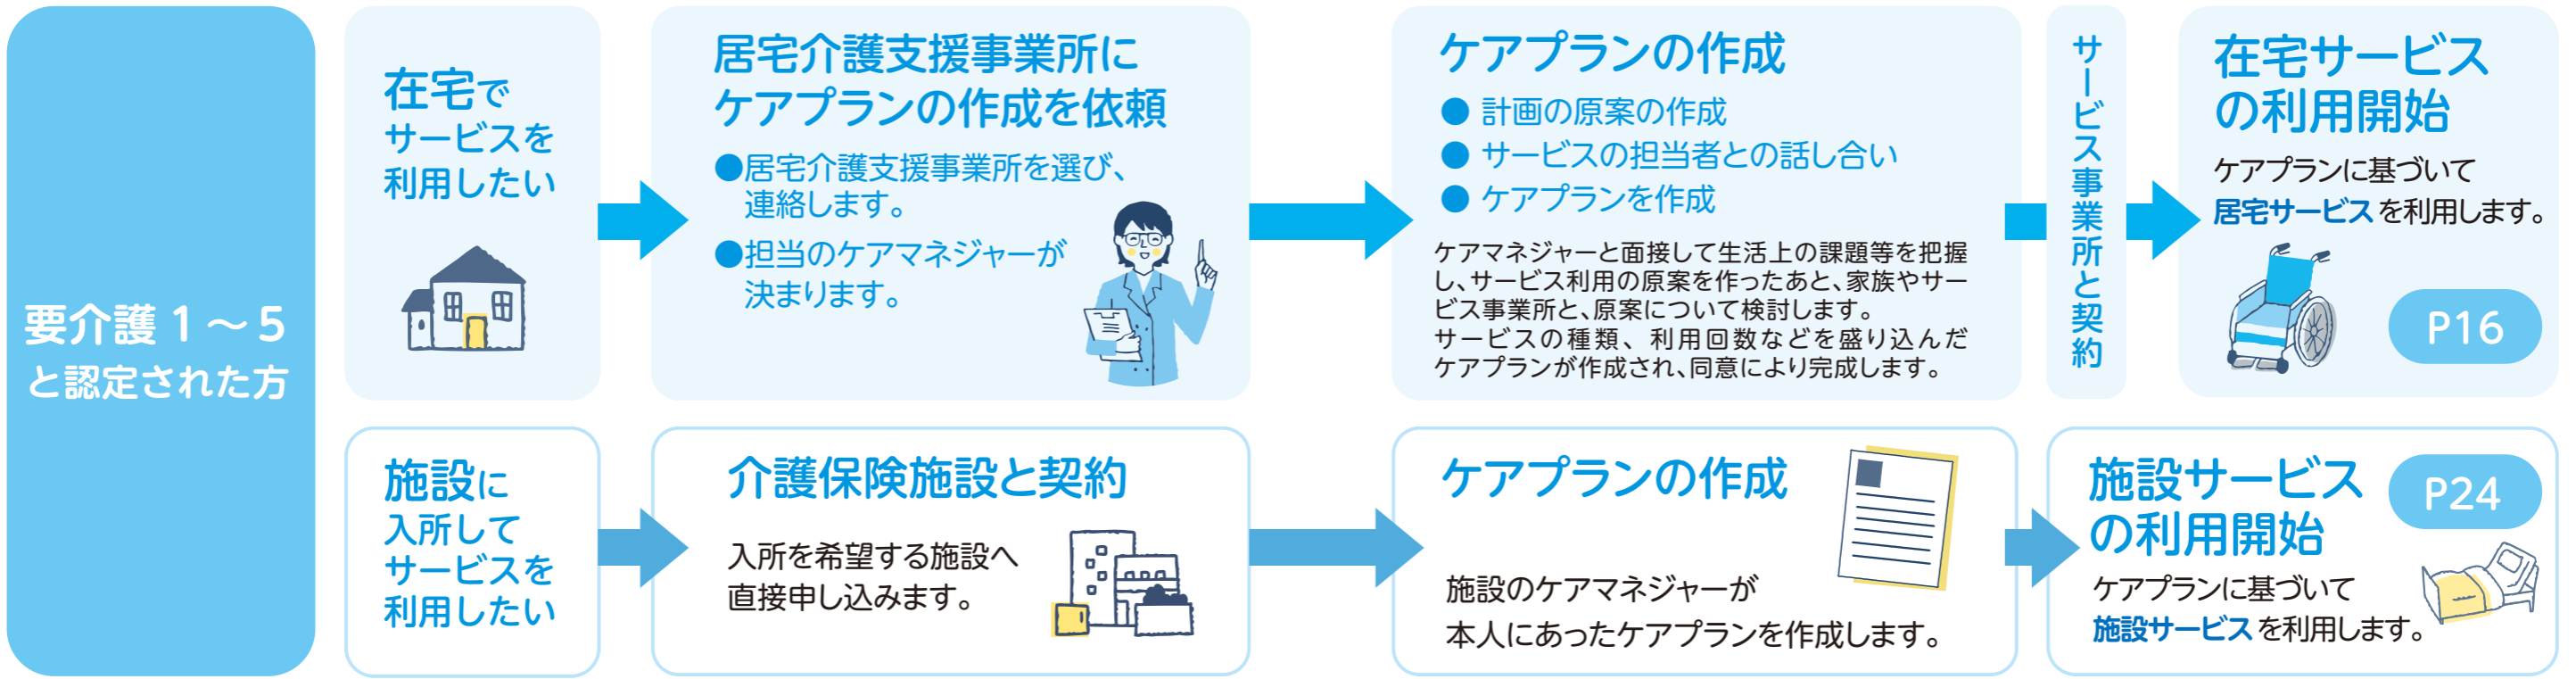 要介護1～5
と認定された方
在宅で
サービスを
利用したい
居宅介護支援事業所に
ケアプランの作成を依頼
●居宅介護支援事業所を選び、
連絡します。
●担当のケアマネジャーが
決まります。
ケアプランの作成
● 計画の原案の作成
● サービスの担当者との話し合い
● ケアプランを作成
ケアマネジャーと面接して生活上の課題等を把握
し、サービス利用の原案を作ったあと、家族やサー
ビス事業所と、原案について検討します。
サービスの種類、利用回数などを盛り込んだ
ケアプランが作成され、同意により完成します。
サービス事業所と契約
在宅サービス
の利用開始
ケアプランに基づいて
居宅サービスを利用します。
P16
施設に
入所して
サービスを
利用したい
介護保険施設と契約
入所を希望する施設へ
直接申し込みます。
ケアプランの作成
施設のケアマネジャーが
本人にあったケアプランを作成します。
施設サービス
の利用開始
P24
ケアプランに基づいて
施設サービスを利用します。